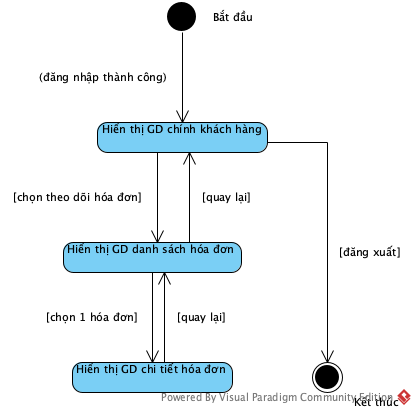 Bắt đầu
(đăng nhập thành công)
Hiển thị GD chính khách hàng
[chọn theo dõi hóa đơn]
[quay lại]
Hiển thị GD danh sách hóa đơn
[đăng xuất]
[chọn 1 hóa đơn]
[quay lại]
Hiển thị GD chi tiết hóa đơn
Powered By Visual Paradigm Community Edition
Kết thúc